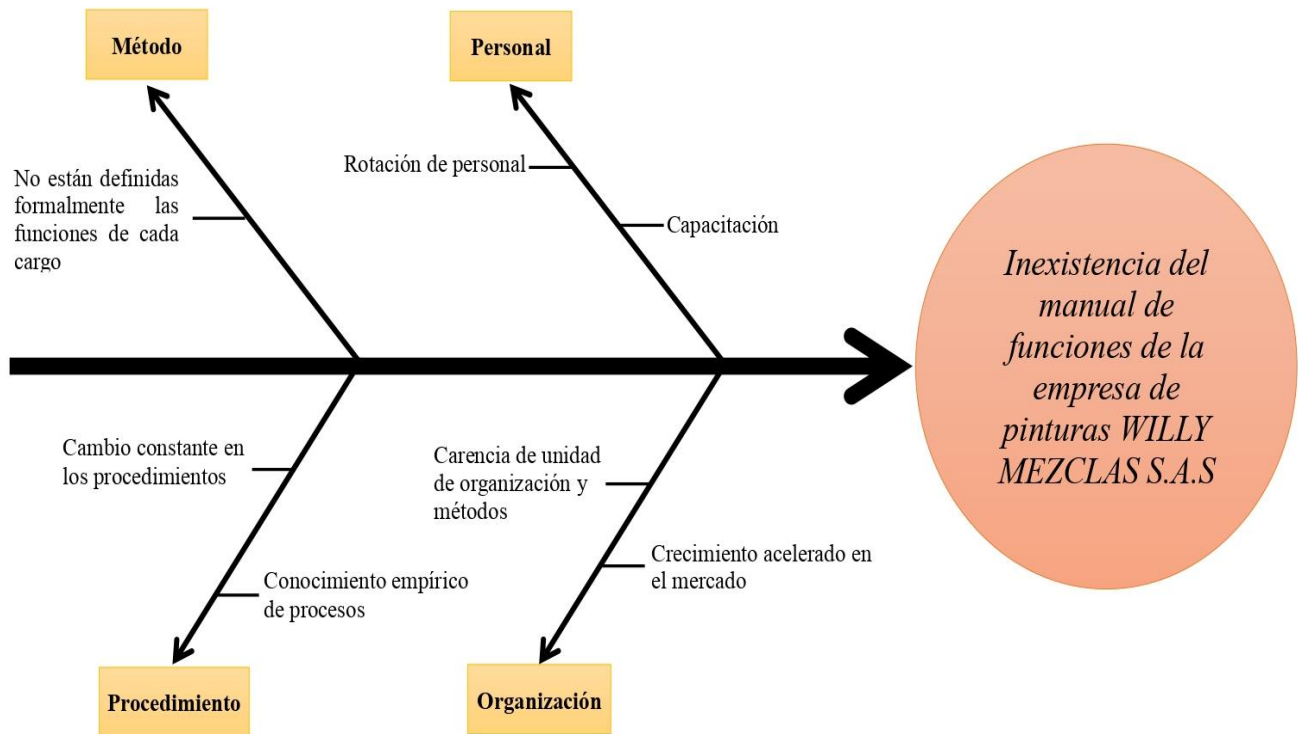 Método
Personal
No están definidas
formalmente las
funciones de cada
cargo
Rotación de personal
Capacitación
Inexistencia del
manual de
funciones de la
empresa de
pinturas WILLY
MEZCLAS S.A.S
Cambio constante en
los procedimientos
Conocimiento empírico
de procesos
Carencia de unidad
de organización y
métodos
Crecimiento acelerado en
el mercado
Procedimiento
Organización